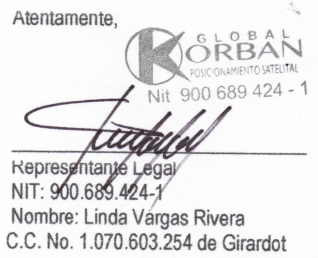 Atentamente,
GLOBAL
KORBAN
POSICIONAMIENTO SATELITAL
Nit 900 689 424 - 1
Representante Legal
NIT: 900.689.424-1
Nombre: Linda Vargas Rivera
C.C. No. 1.070.603.254 de Girardot